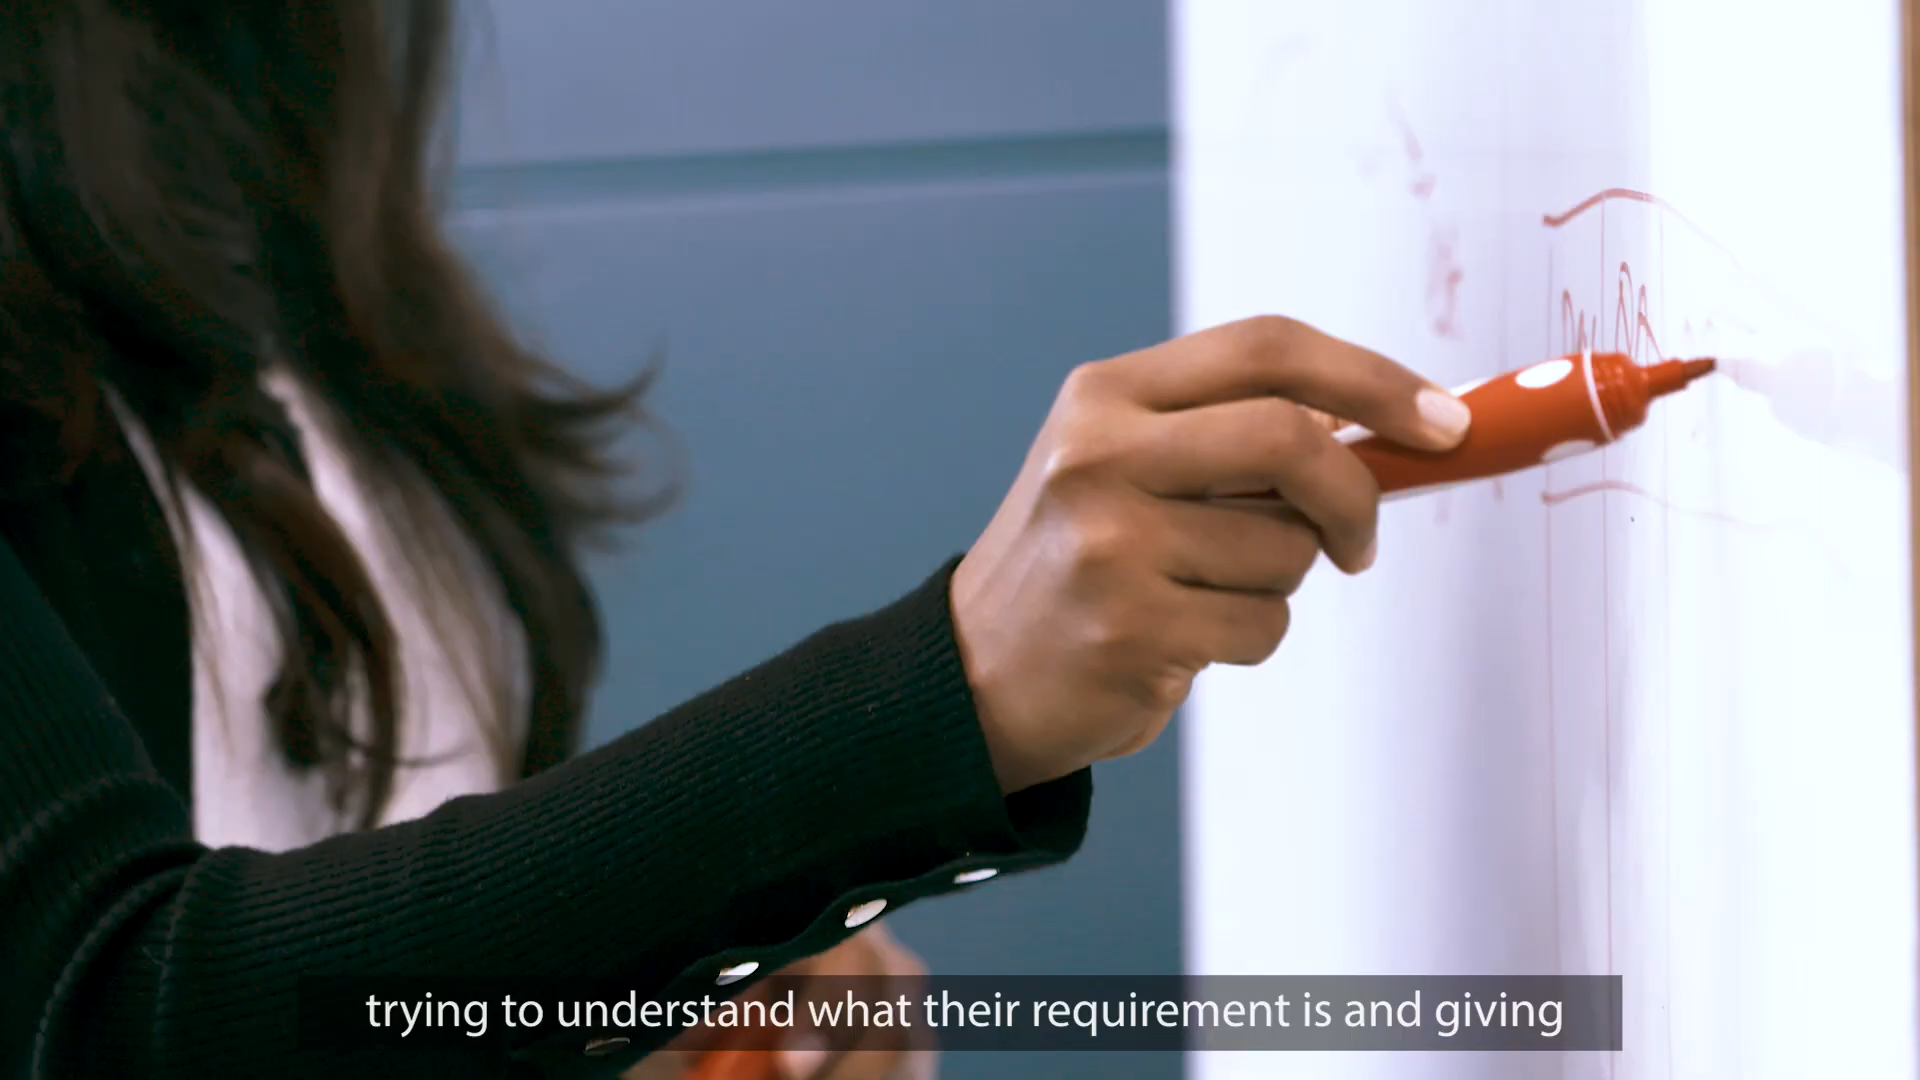 trying to understand what their requirement is and giving